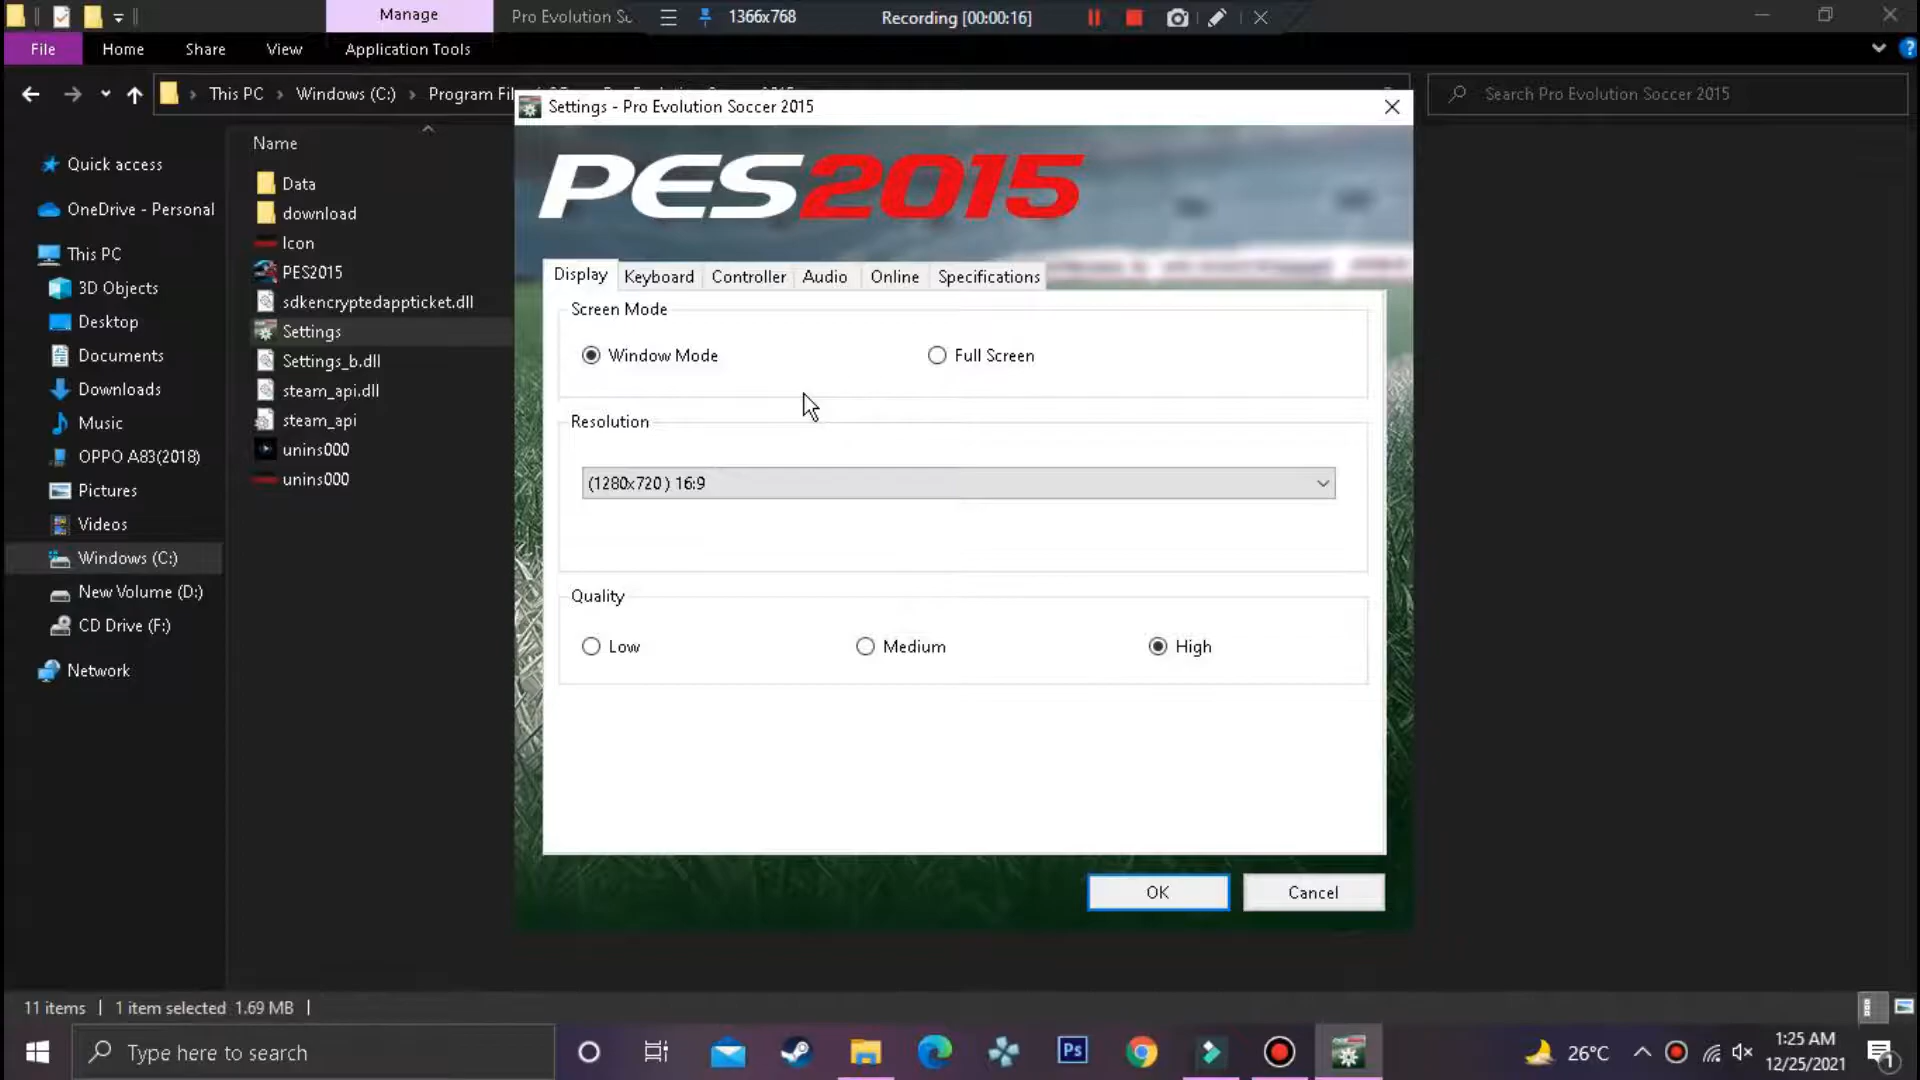 Manage
Pro Evolution Sc
1366x768
Recording [00:00:16]
File
Home
Share
View
Application Tools
This PC
Windows (C:)
Search Pro Evolution Soccer 2015
Settings - Pro Evolution Soccer 2015
PES2015
Name
Quick access
OneDrive - Personal
This PC
3D Objects
Desktop
Documents
Downloads
Music
OPPO A83(2018)
Pictures
Videos
Windows (C:)
New Volume (D:)
CD Drive (F:)
Network
Data
download
Icon
PES2015
sdkencryptedappticket.dll
Settings
Settings_b.dll
steam_api.dll
steam_api
unins000
unins000
Display
Keyboard
Controller
Audio
Online
Specifications
Screen Mode
Window Mode
Full Screen
Resolution
(1280x720 ) 16:9
Quality
Low
Medium
High
OK
Cancel
11 items
1 item selected 1.69 MB
Type here to search
Ps
26°C
1:25 AM
12/25/2021
1